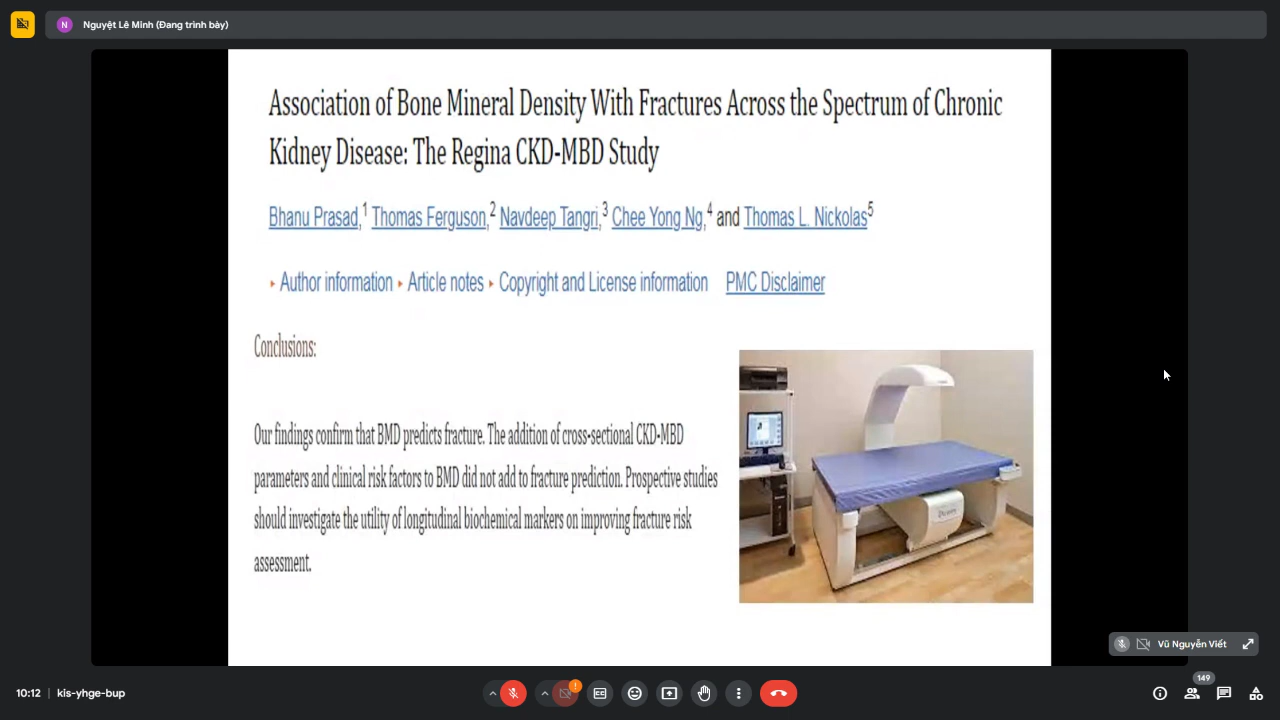 N Nguyệt Lê Minh (Đang trình bày)
Association of Bone Mineral Density With Fractures Across the Spectrum of Chronic
Kidney Disease: The Regina CKD-MBD Study
Bhanu Prasad,1 Thomas Ferguson,2 Navdeep Tangri,3 Chee Yong Ng,4 and Thomas L. Nickolas5
▸ Author information ▸ Article notes ▸ Copyright and License information PMC Disclaimer
Conclusions:
Our findings confirm that BMD predicts fracture. The addition of cross-sectional CKD-MBD
parameters and clinical risk factors to BMD did not add to fracture prediction. Prospective studies
should investigate the utility of longitudinal biochemical markers on improving fracture risk
assessment.
Vũ Nguyễn Viết
149
10:12 | kis-yhge-bup